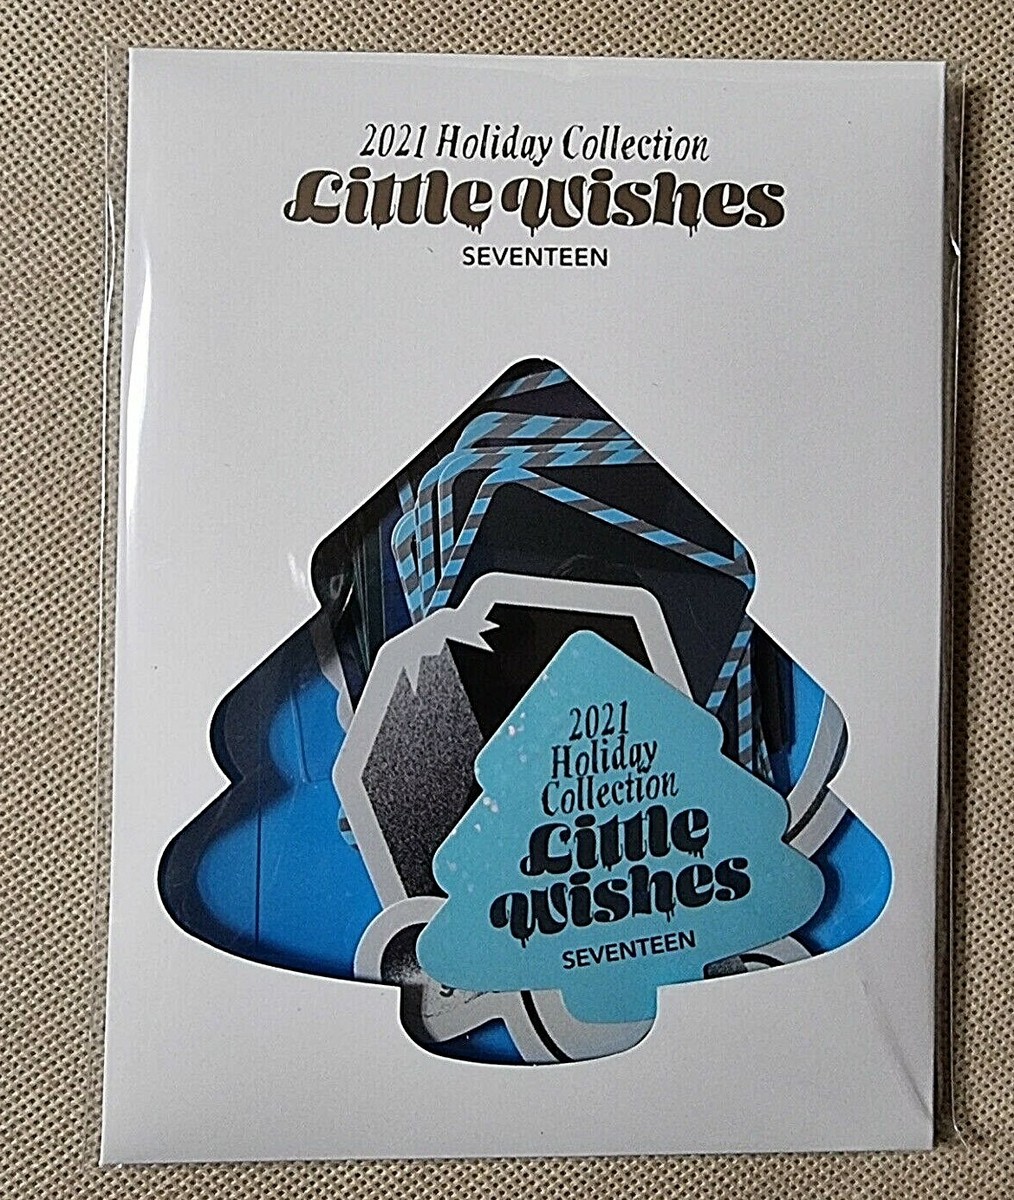 2021 Holiday Collection
Little Wishes
SEVENTEEN
2021
Holiday
Collection
Little
Wishes
SEVENTEEN